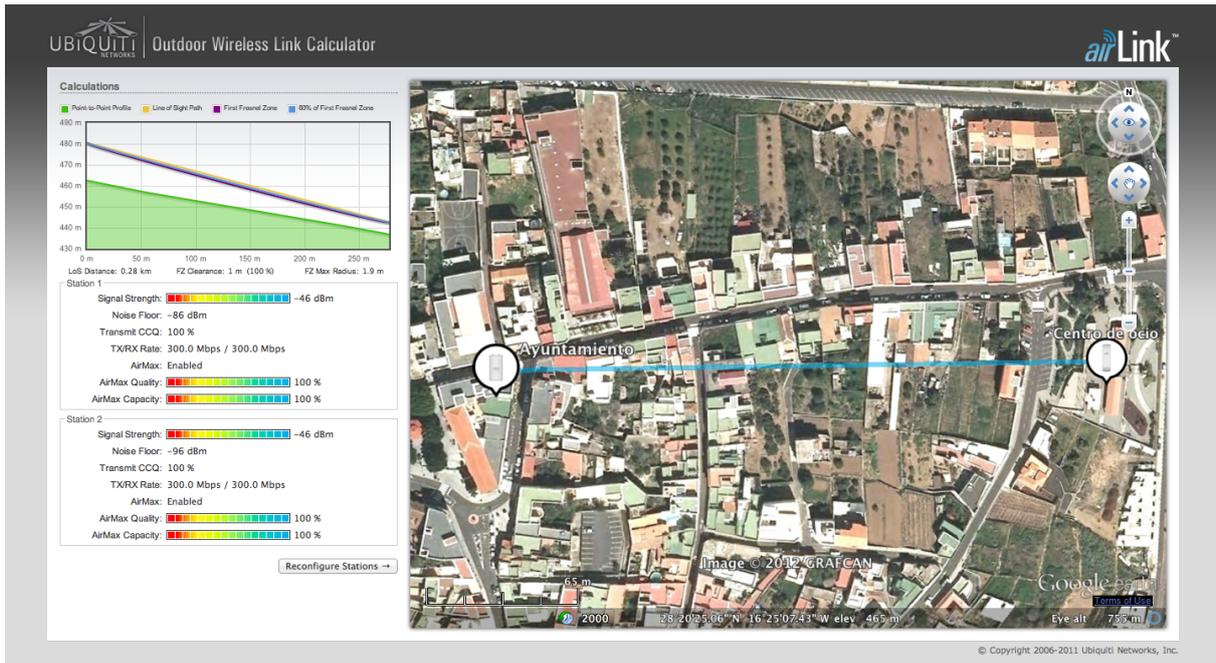 UBiQUiTi
NETWORKS
Outdoor Wireless Link Calculator
airLink™
Calculations
Point-to-Point Profile Line of Sight Path First Fresnel Zone 60% of First Fresnel Zone
490 m
480 m
470 m
460 m
450 m
440 m
430 m
0 m 50 m 100 m 150 m 200 m 250 m
LoS Distance: 0.28 km FZ Clearance: 1 m (100 %) FZ Max Radius: 1.9 m
Station 1
Signal Strength: -46 dBm
Noise Floor: -86 dBm
Transmit CCQ: 100 %
TX/RX Rate: 300.0 Mbps / 300.0 Mbps
AirMax: Enabled
AirMax Quality: 100 %
AirMax Capacity: 100 %
Station 2
Signal Strength: -46 dBm
Noise Floor: -96 dBm
Transmit CCQ: 100 %
TX/RX Rate: 300.0 Mbps / 300.0 Mbps
AirMax: Enabled
AirMax Quality: 100 %
AirMax Capacity: 100 %
Reconfigure Stations →
N
Ayuntamiento
Centro de ocio
Image © 2012 GRAFCAN
65 m
Google earth
Terms of Use
2000 28°20'25.06" N 16°25'07.43" W elev 465 m Eye alt 755 m
© Copyright 2006-2011 Ubiquiti Networks, Inc.